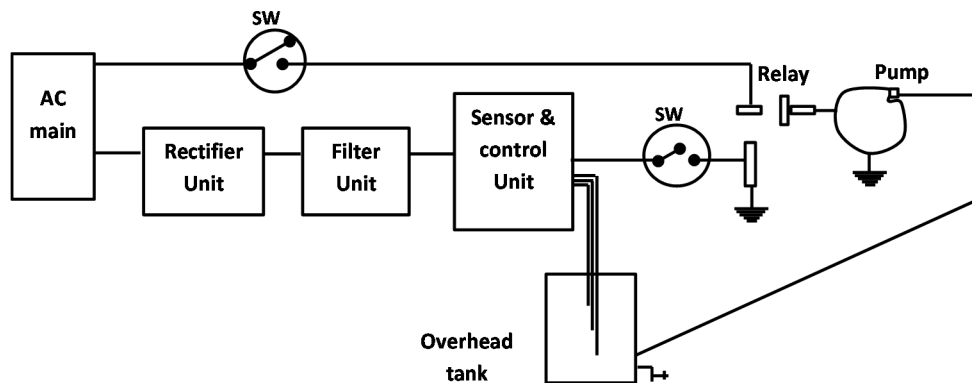 SW
AC
main
Rectifier
Unit
Filter
Unit
Sensor &
control
Unit
SW
Relay
Pump
Overhead
tank